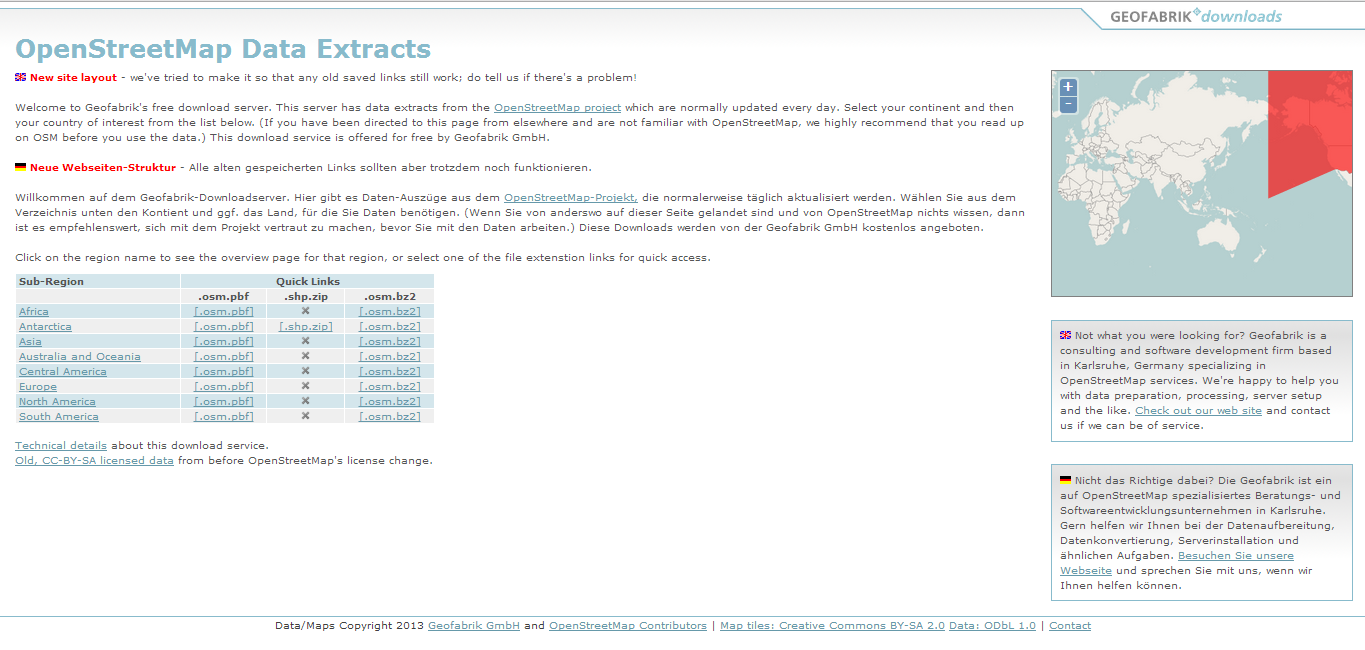 GEOFABRIK downloads
OpenStreetMap Data Extracts
New site layout - we've tried to make it so that any old saved links still work; do tell us if there's a problem!
Welcome to Geofabrik's free download server. This server has data extracts from the OpenStreetMap project which are normally updated every day. Select your continent and then
your country of interest from the list below. (If you have been directed to this page from elsewhere and are not familiar with OpenStreetMap, we highly recommend that you read up
on OSM before you use the data.) This download service is offered for free by Geofabrik GmbH.
Neue Webseiten-Struktur - Alle alten gespeicherten Links sollten aber trotzdem noch funktionieren.
Willkommen auf dem Geofabrik-Downloadserver. Hier gibt es Daten-Auszüge aus dem OpenStreetMap-Projekt, die normalerweise täglich aktualisiert werden. Wählen Sie aus dem
Verzeichnis unten den Kontient und ggf. das Land, für die Sie Daten benötigen. (Wenn Sie von anderswo auf dieser Seite gelandet sind und von OpenStreetMap nichts wissen, dann
ist es empfehlenswert, sich mit dem Projekt vertraut zu machen, bevor Sie mit den Daten arbeiten.) Diese Downloads werden von der Geofabrik GmbH kostenlos angeboten.
Click on the region name to see the overview page for that region, or select one of the file extenstion links for quick access.
Sub-Region Quick Links
.osm.pbf .shp.zip .osm.bz2
Africa [.osm.pbf] ✖ [.osm.bz2]
Antarctica [.osm.pbf] [.shp.zip] [.osm.bz2]
Asia [.osm.pbf] ✖ [.osm.bz2]
Australia and Oceania [.osm.pbf] ✖ [.osm.bz2]
Central America [.osm.pbf] ✖ [.osm.bz2]
Europe [.osm.pbf] ✖ [.osm.bz2]
North America [.osm.pbf] ✖ [.osm.bz2]
South America [.osm.pbf] ✖ [.osm.bz2]
Technical details about this download service.
Old, CC-BY-SA licensed data from before OpenStreetMap's license change.
+
−
Not what you were looking for? Geofabrik is a
consulting and software development firm based
in Karlsruhe, Germany specializing in
OpenStreetMap services. We're happy to help you
with data preparation, processing, server setup
and the like. Check out our web site and contact
us if we can be of service.
Nicht das Richtige dabei? Die Geofabrik ist ein
auf OpenStreetMap spezialisiertes Beratungs- und
Softwareentwicklungsunternehmen in Karlsruhe.
Gern helfen wir Ihnen bei der Datenaufbereitung,
Datenkonvertierung, Serverinstallation und
ähnlichen Aufgaben. Besuchen Sie unsere
Webseite und sprechen Sie mit uns, wenn wir
Ihnen helfen können.
Data/Maps Copyright 2013 Geofabrik GmbH and OpenStreetMap Contributors | Map tiles: Creative Commons BY-SA 2.0 Data: ODbL 1.0 | Contact